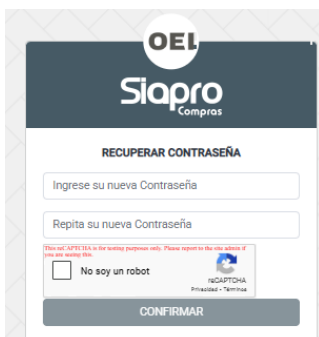 OEI
Siapro
Compras
RECUPERAR CONTRASEÑA
Ingrese su nueva Contraseña
Repita su nueva Contraseña
This reCAPTCHA is for testing purposes only. Please report to the site admin if
you are seeing this.
No soy un robot
reCAPTCHA
Privacidad - Términos
CONFIRMAR